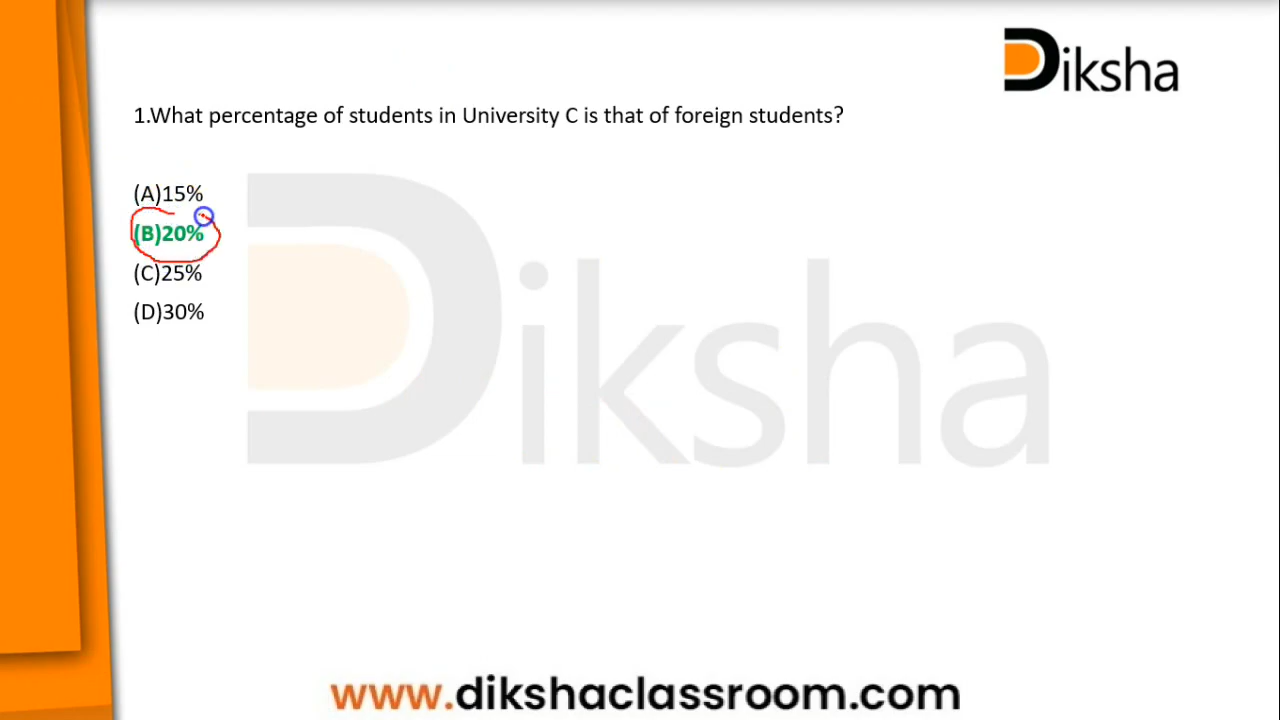 Diksha
1.What percentage of students in University C is that of foreign students?
(A)15%
(B)20%
(C)25%
(D)30%
Diksha
www.dikshaclassroom.com